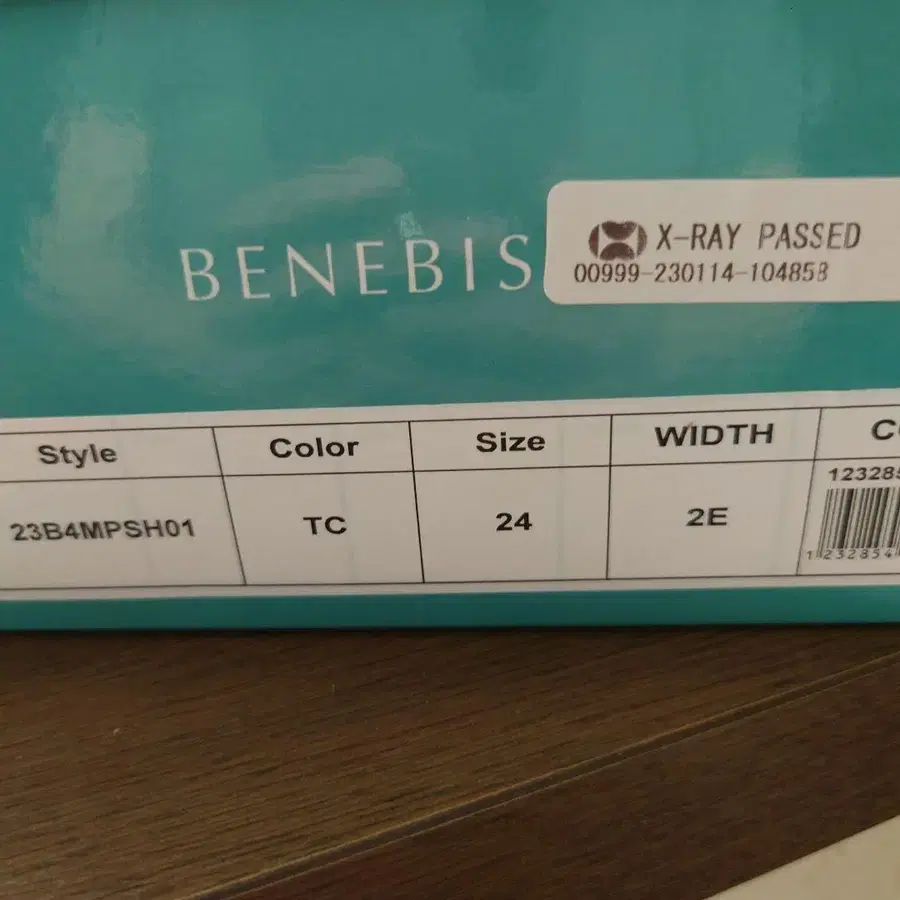 BENEBIS
X-RAY PASSED
00999-230114-104858
Style Color Size WIDTH
23B4MPSH01 TC 24 2E